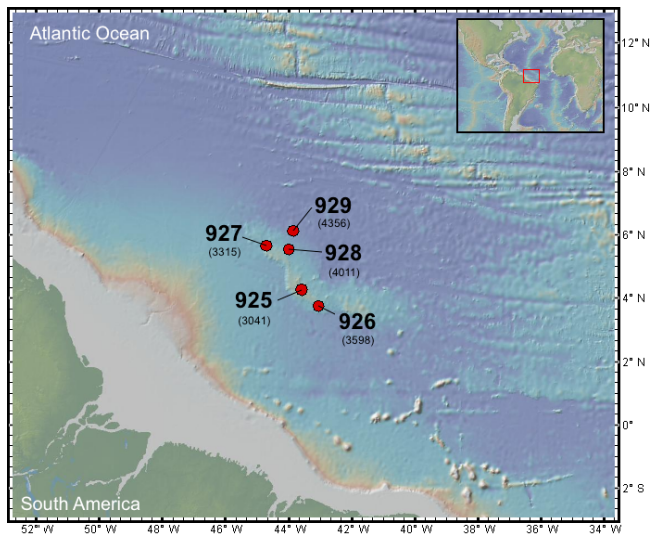 Atlantic Ocean
12° N
10° N
8° N
929
(4356)
927
(3315)
6° N
928
(4011)
925
(3041)
4° N
926
(3598)
2° N
0°
2° S
South America
52° W 50° W 48° W 46° W 44° W 42° W 40° W 38° W 36° W 34° W